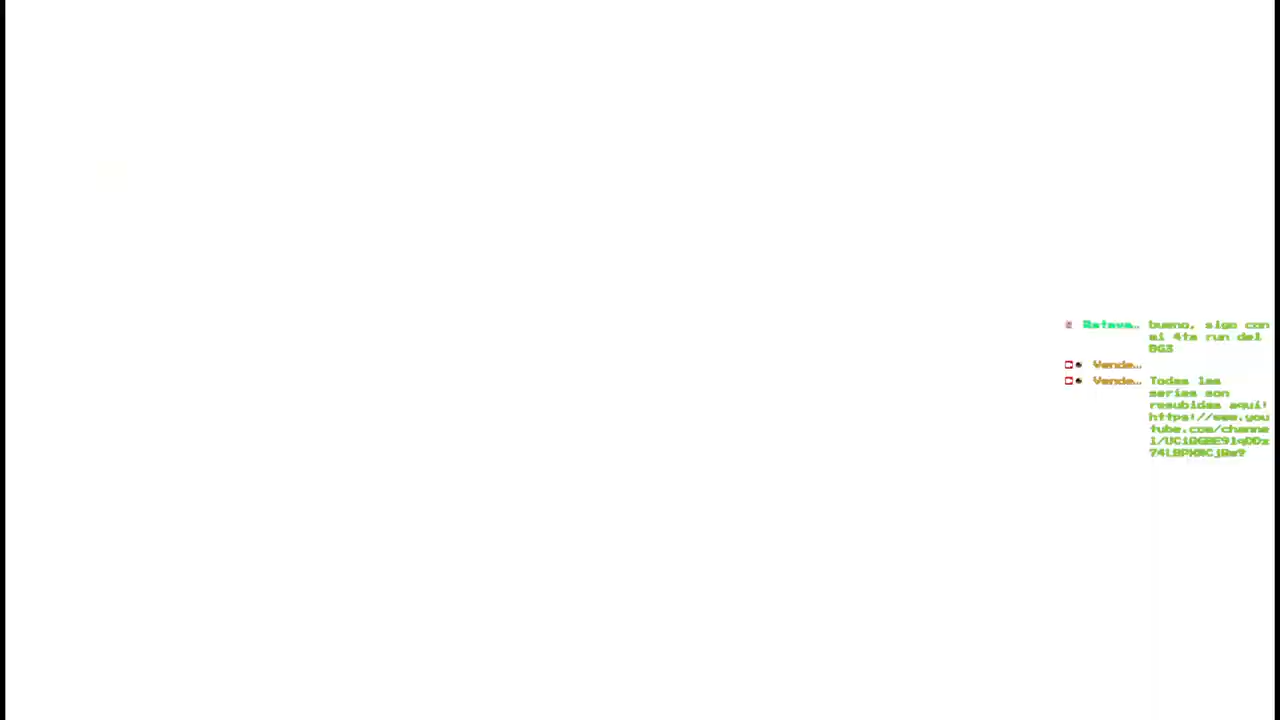 bueno, sigo con
mi 4ta run del
BG3
Vende…
Vende… Todas las
series son
resubidas aqui!
https://www.you
tube.com/channe